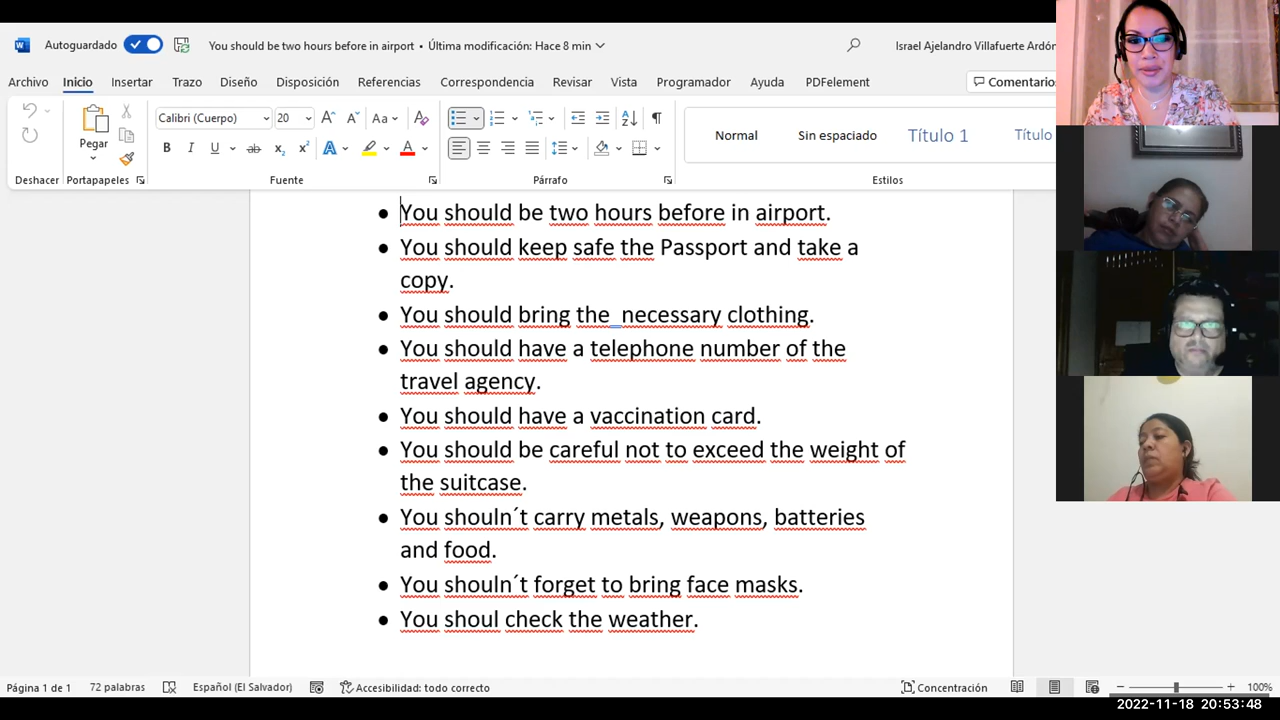 Autoguardado
You should be two hours before in airport • Última modificación: Hace 8 min
Israel Ajelandro Villafuerte Ardón
Archivo Inicio Insertar Trazo Diseño Disposición Referencias Correspondencia Revisar Vista Programador Ayuda PDFelement Comentarios
Pegar
Calibri (Cuerpo) 20
Normal Sin espaciado Título 1 Título
Deshacer Portapapeles Fuente Párrafo Estilos
• You should be two hours before in airport.
• You should keep safe the Passport and take a
copy.
• You should bring the  necessary clothing.
• You should have a telephone number of the
travel agency.
• You should have a vaccination card.
• You should be careful not to exceed the weight of
the suitcase.
• You shouln´t carry metals, weapons, batteries
and food.
• You shouln´t forget to bring face masks.
• You shoul check the weather.
Página 1 de 1 72 palabras Español (El Salvador) Accesibilidad: todo correcto Concentración 100%
2022-11-18 20:53:48